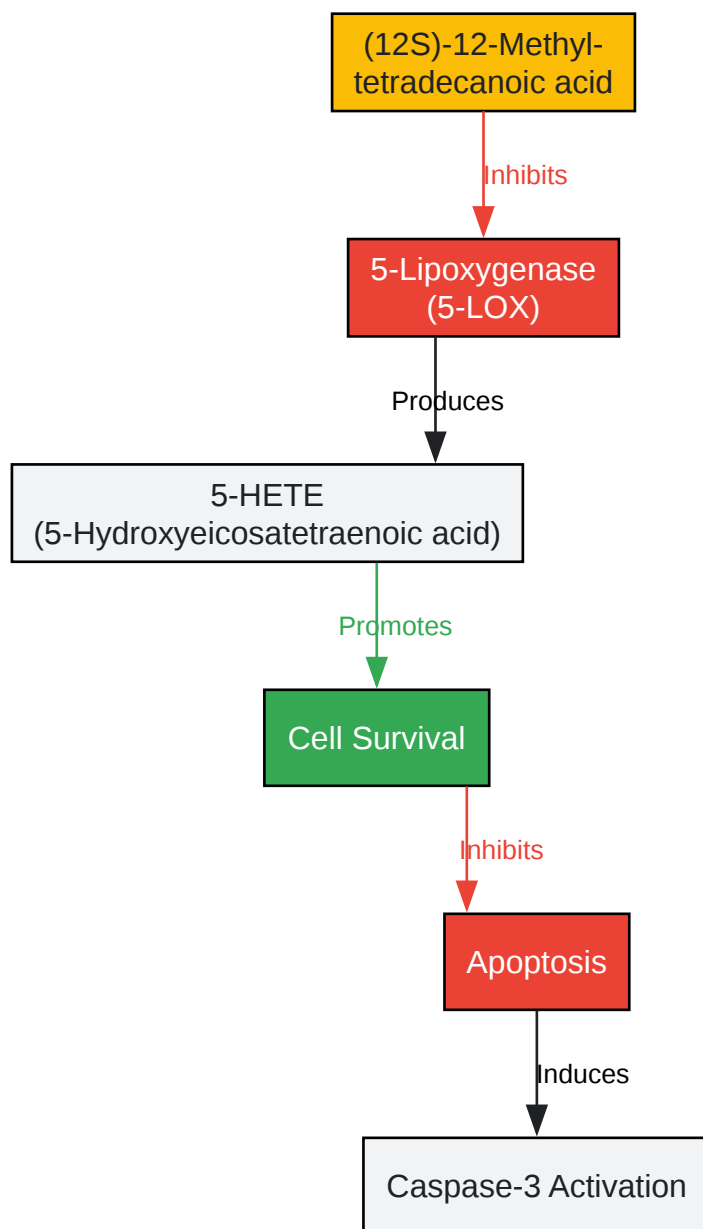 (12S)-12-Methyl-
tetradecanoic acid
Inhibits
5-Lipoxygenase
(5-LOX)
Produces
5-HETE
(5-Hydroxyeicosatetraenoic acid)
Promotes
Cell Survival
Inhibits
Apoptosis
Induces
Caspase-3 Activation